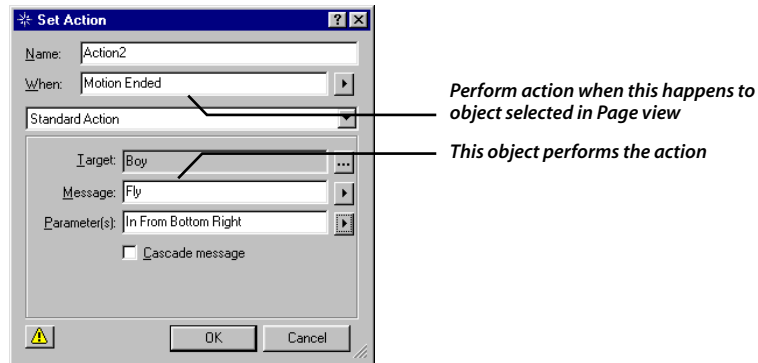 Set Action
Name: Action2
When: Motion Ended
Standard Action
Target: Boy
Message: Fly
Parameter(s): In From Bottom Right
Cascade message
OK Cancel
Perform action when this happens to
object selected in Page view
This object performs the action